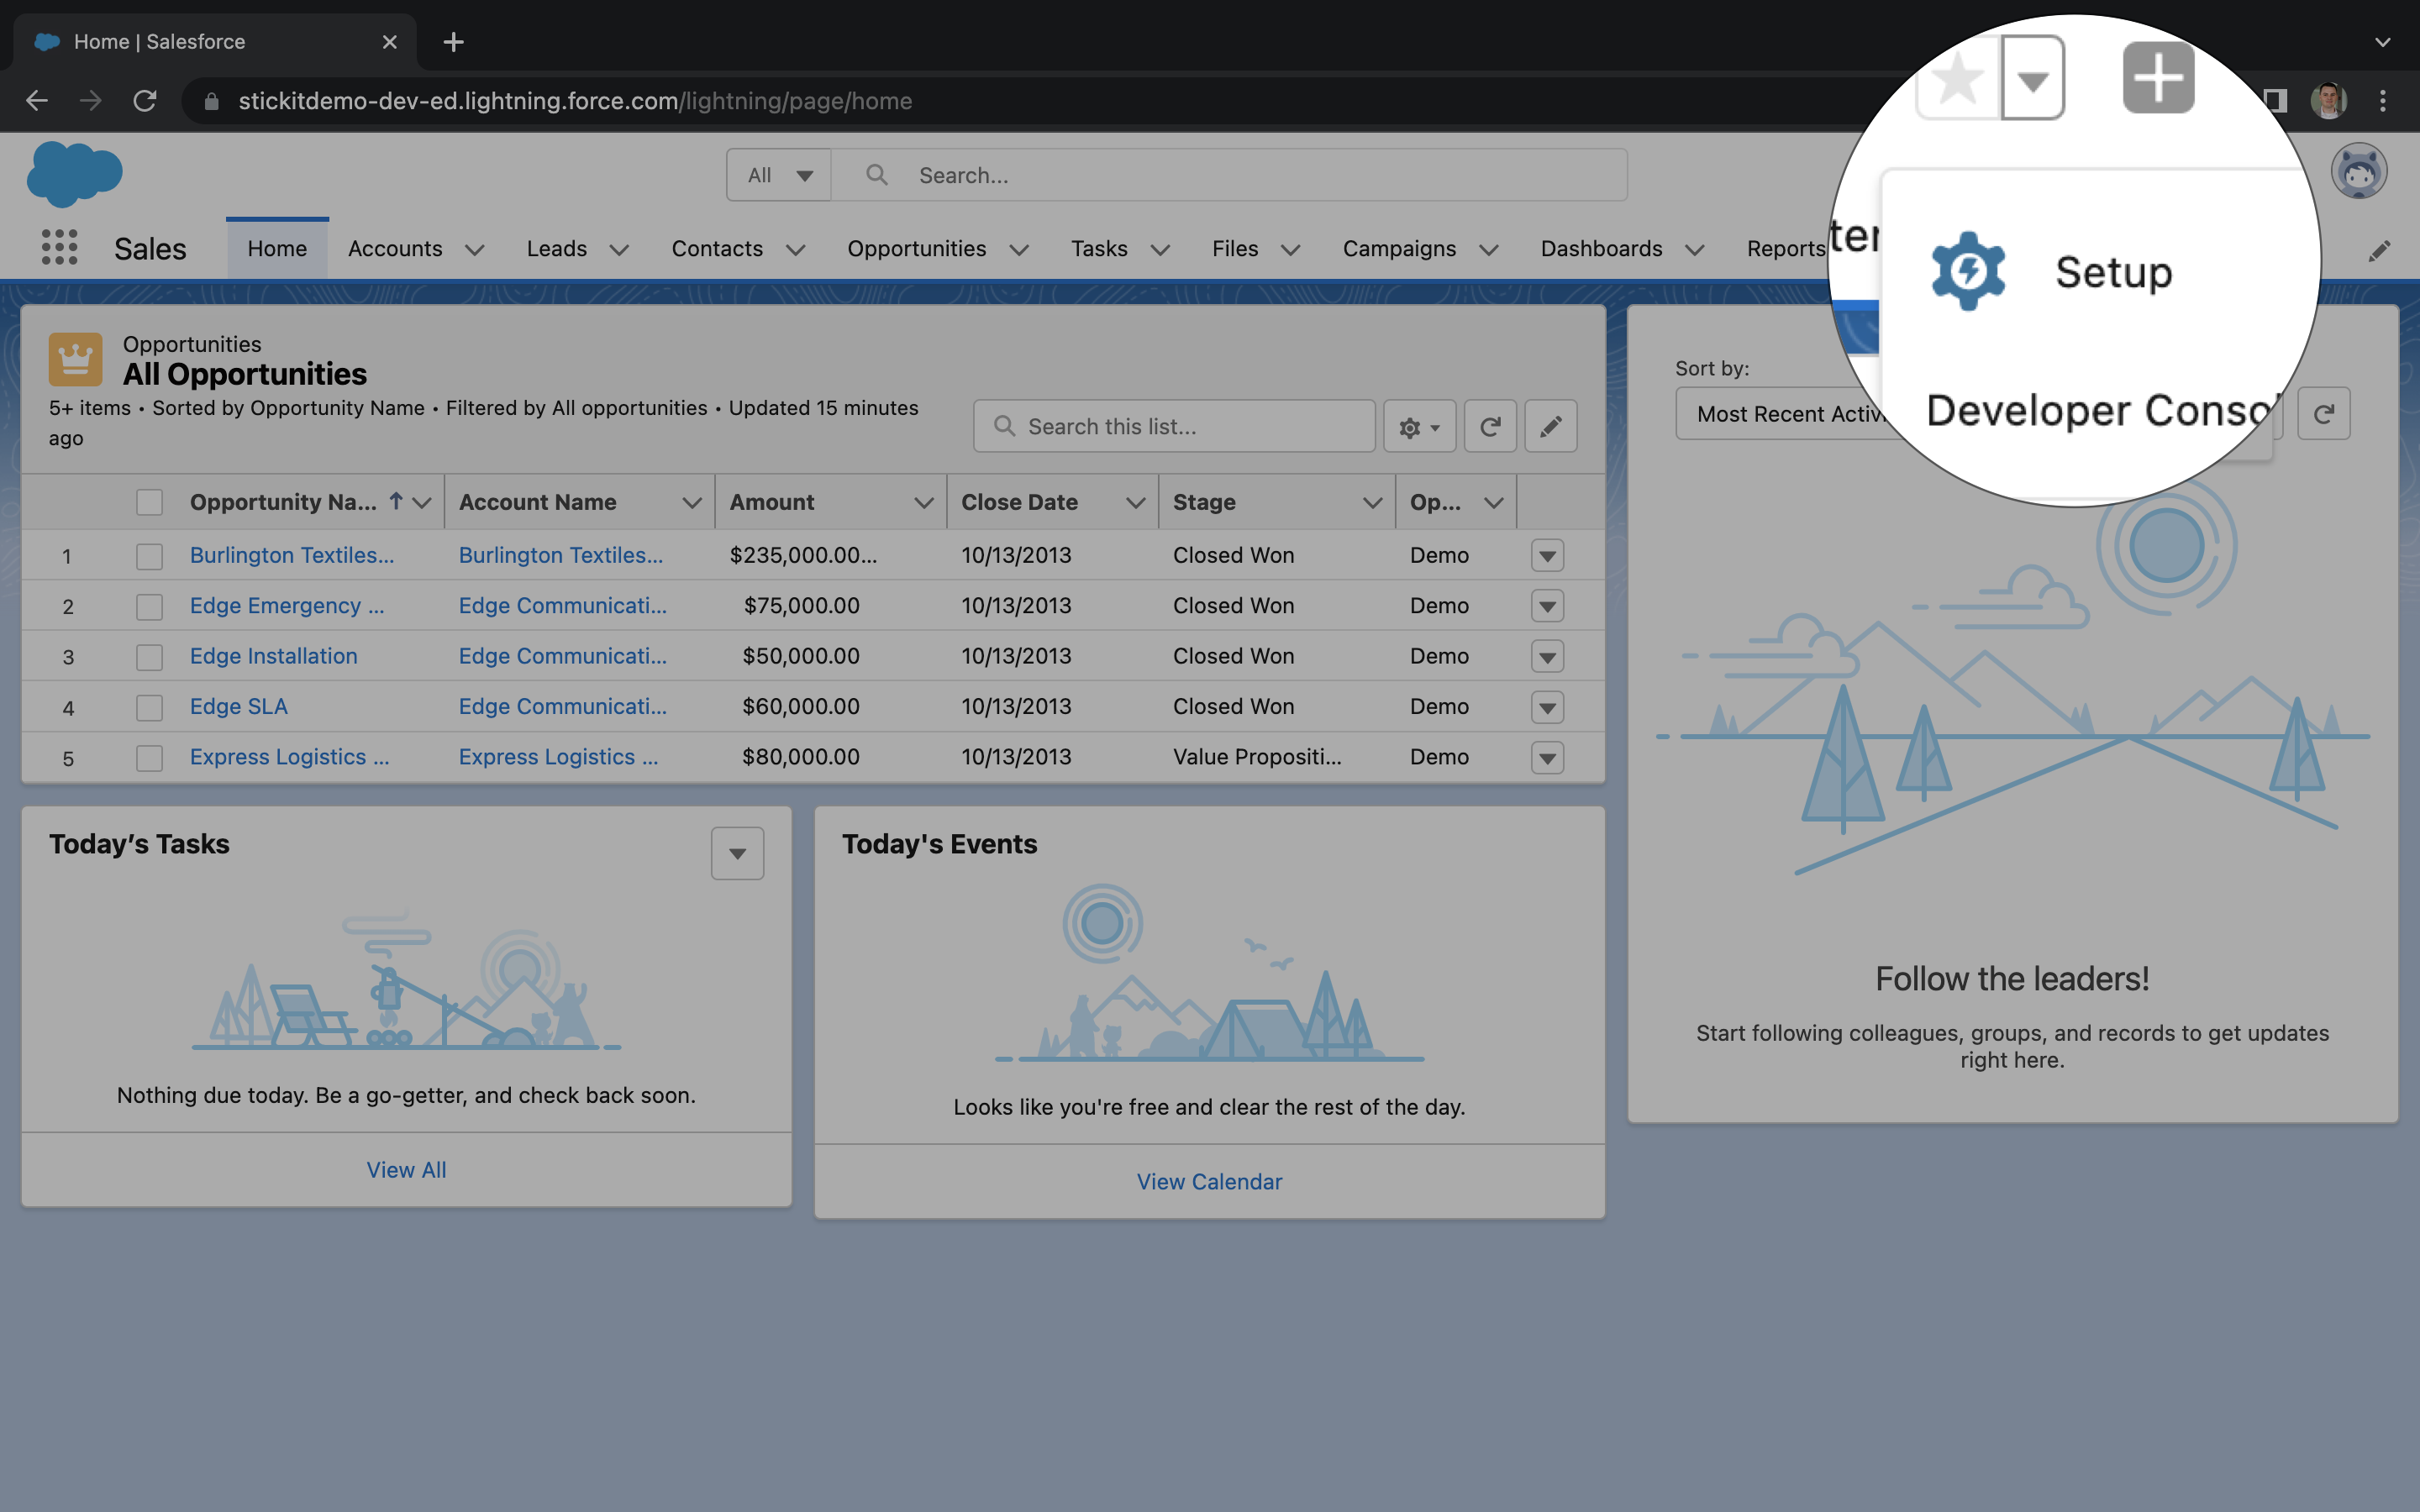 Home | Salesforce
stickitdemo-dev-ed.lightning.force.com/lightning/page/home
All
Search...
Sales
Home
Accounts
Leads
Contacts
Opportunities
Tasks
Files
Campaigns
Dashboards
Reports
ter
Setup
Developer Consol
Opportunities
All Opportunities
5+ items • Sorted by Opportunity Name • Filtered by All opportunities • Updated 15 minutes
ago
Search this list...
Opportunity Na... Account Name Amount Close Date Stage Op...
1 Burlington Textiles... Burlington Textiles... $235,000.00... 10/13/2013 Closed Won Demo
2 Edge Emergency ... Edge Communicati... $75,000.00 10/13/2013 Closed Won Demo
3 Edge Installation Edge Communicati... $50,000.00 10/13/2013 Closed Won Demo
4 Edge SLA Edge Communicati... $60,000.00 10/13/2013 Closed Won Demo
5 Express Logistics ... Express Logistics ... $80,000.00 10/13/2013 Value Propositi... Demo
Sort by:
Most Recent Activi
Follow the leaders!
Start following colleagues, groups, and records to get updates
right here.
Today’s Tasks
Nothing due today. Be a go-getter, and check back soon.
View All
Today's Events
Looks like you're free and clear the rest of the day.
View Calendar